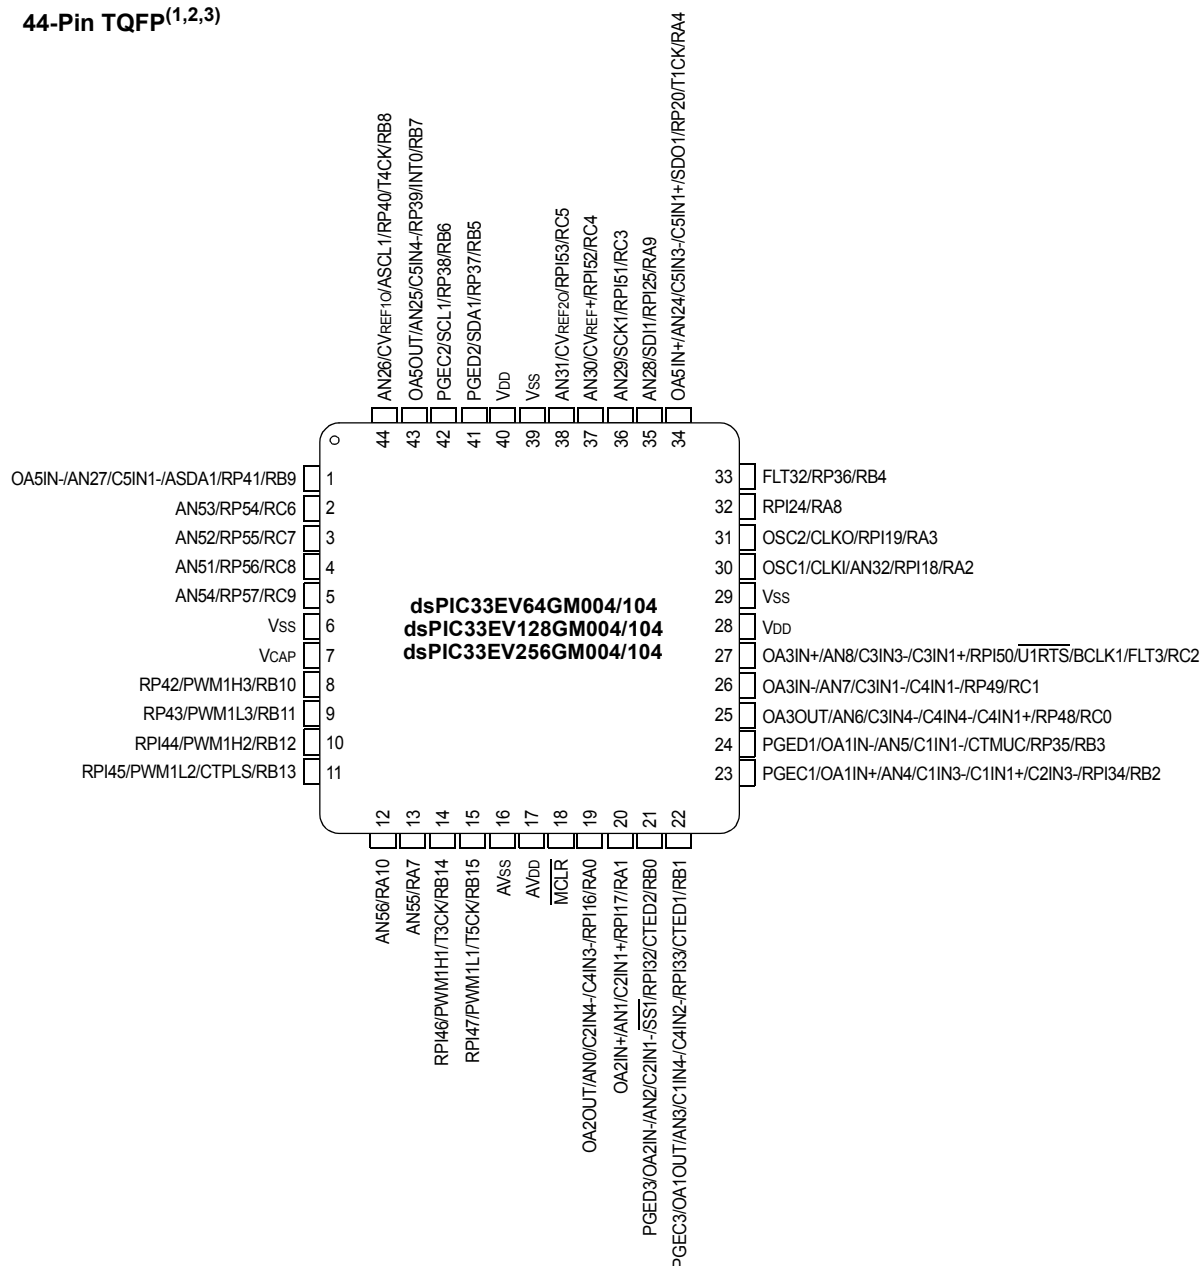 44-Pin TQFP(1,2,3)
AN26/CVREF1O/ASCL1/RP40/T4CK/RB8
OA5OUT/AN25/C5IN4-/RP39/INT0/RB7
PGEC2/SCL1/RP38/RB6
PGED2/SDA1/RP37/RB5
VDD
VSS
AN31/CVREF2O/RPI53/RC5
AN30/CVREF+/RPI52/RC4
AN29/SCK1/RPI51/RC3
AN28/SDI1/RPI25/RA9
OA5IN+/AN24/C5IN3-/C5IN1+/SDO1/RP20/T1CK/RA4
44 43 42 41 40 39 38 37 36 35 34
OA5IN-/AN27/C5IN1-/ASDA1/RP41/RB9 1
AN53/RP54/RC6 2
AN52/RP55/RC7 3
AN51/RP56/RC8 4
AN54/RP57/RC9 5
VSS 6
VCAP 7
RP42/PWM1H3/RB10 8
RP43/PWM1L3/RB11 9
RPI44/PWM1H2/RB12 10
RPI45/PWM1L2/CTPLS/RB13 11
dsPIC33EV64GM004/104
dsPIC33EV128GM004/104
dsPIC33EV256GM004/104
33 FLT32/RP36/RB4
32 RPI24/RA8
31 OSC2/CLKO/RPI19/RA3
30 OSC1/CLKI/AN32/RPI18/RA2
29 VSS
28 VDD
27 OA3IN+/AN8/C3IN3-/C3IN1+/RPI50/U1RTS/BCLK1/FLT3/RC2
26 OA3IN-/AN7/C3IN1-/C4IN1-/RP49/RC1
25 OA3OUT/AN6/C3IN4-/C4IN4-/C4IN1+/RP48/RC0
24 PGED1/OA1IN-/AN5/C1IN1-/CTMUC/RP35/RB3
23 PGEC1/OA1IN+/AN4/C1IN3-/C1IN1+/C2IN3-/RPI34/RB2
12 13 14 15 16 17 18 19 20 21 22
AN56/RA10
AN55/RA7
RPI46/PWM1H1/T3CK/RB14
RPI47/PWM1L1/T5CK/RB15
AVSS
AVDD
MCLR
OA2OUT/AN0/C2IN4-/C4IN3-/RPI16/RA0
OA2IN+/AN1/C2IN1+/RPI17/RA1
PGED3/OA2IN-/AN2/C2IN1-/SS1/RPI32/CTED2/RB0
PGEC3/OA1OUT/AN3/C1IN4-/C4IN2-/RPI33/CTED1/RB1